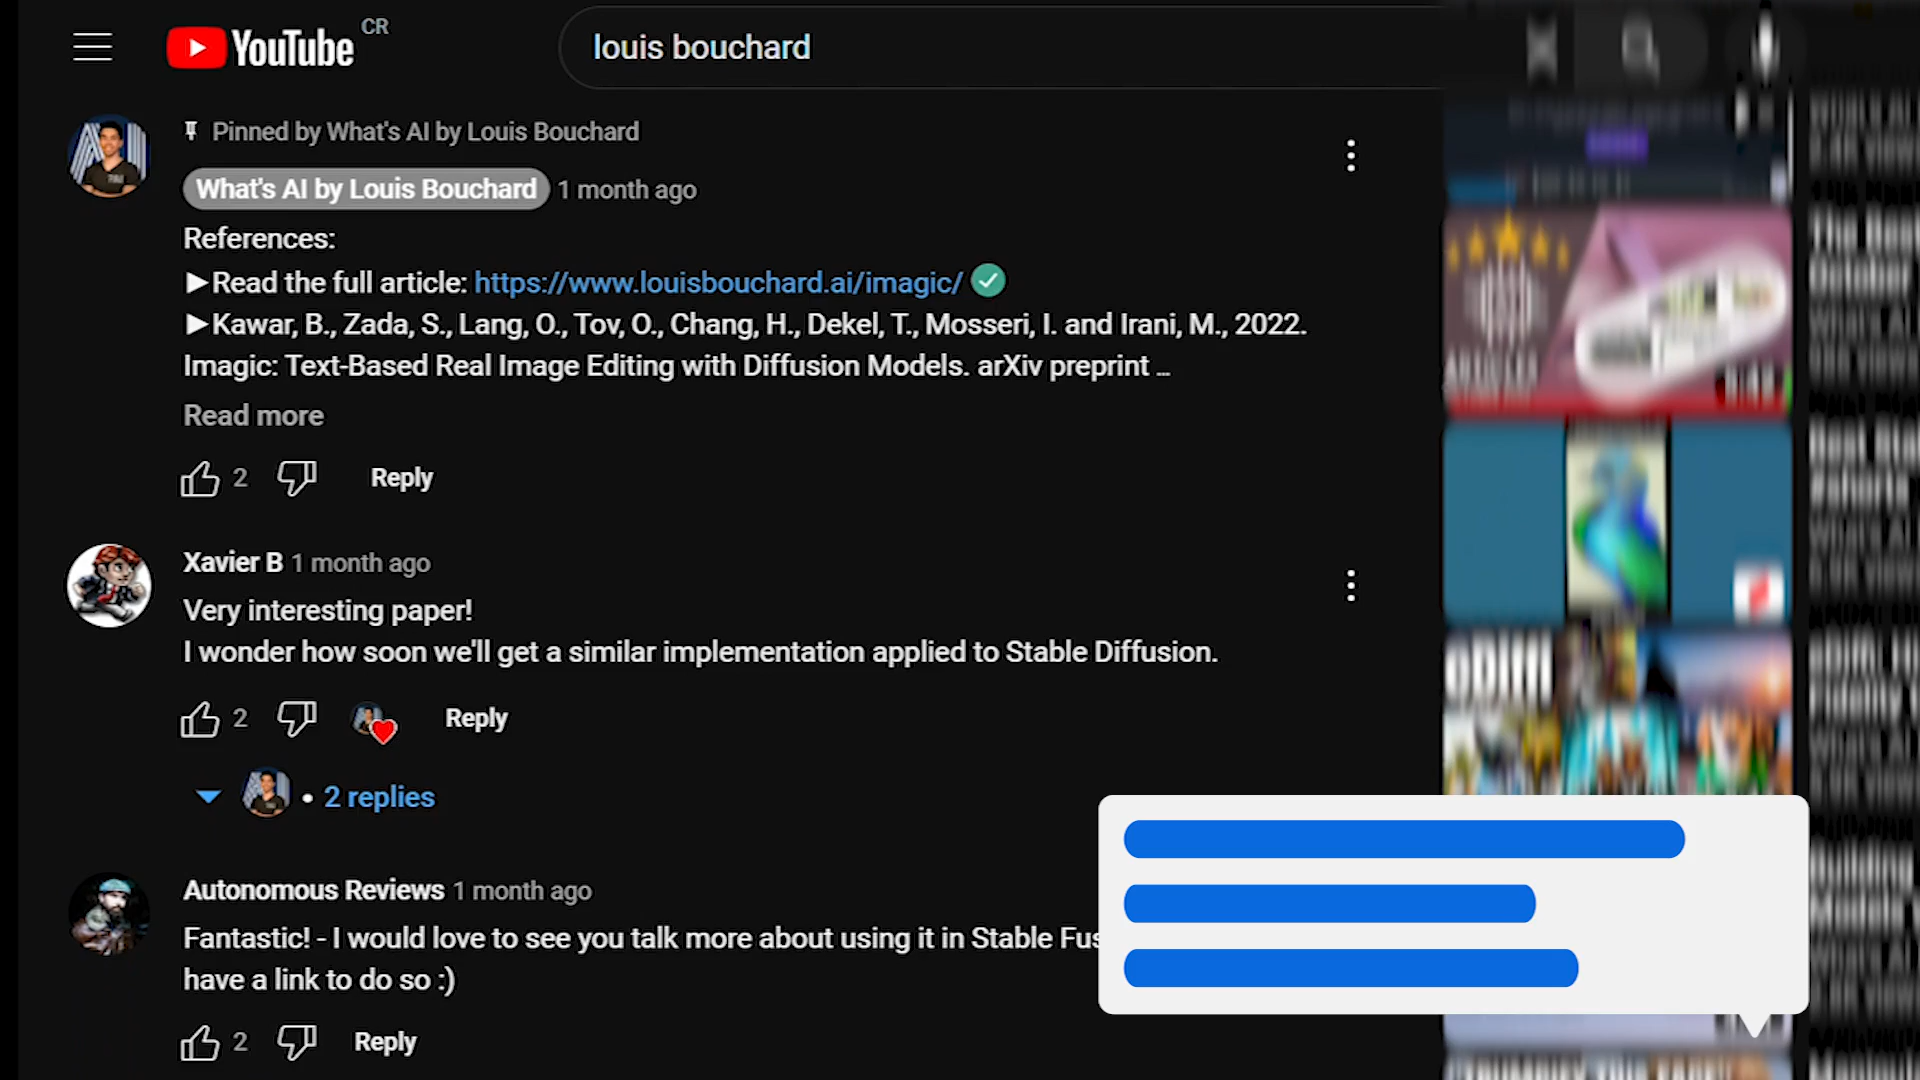 YouTube CR
louis bouchard
Pinned by What's AI by Louis Bouchard
What's AI by Louis Bouchard 1 month ago
References:
►Read the full article: https://www.louisbouchard.ai/imagic/
►Kawar, B., Zada, S., Lang, O., Tov, O., Chang, H., Dekel, T., Mosseri, I. and Irani, M., 2022.
Imagic: Text-Based Real Image Editing with Diffusion Models. arXiv preprint ...
Read more
2 Reply
Xavier B 1 month ago
Very interesting paper!
I wonder how soon we'll get a similar implementation applied to Stable Diffusion.
2 Reply
• 2 replies
Autonomous Reviews 1 month ago
Fantastic! - I would love to see you talk more about using it in Stable
have a link to do so :)
2 Reply